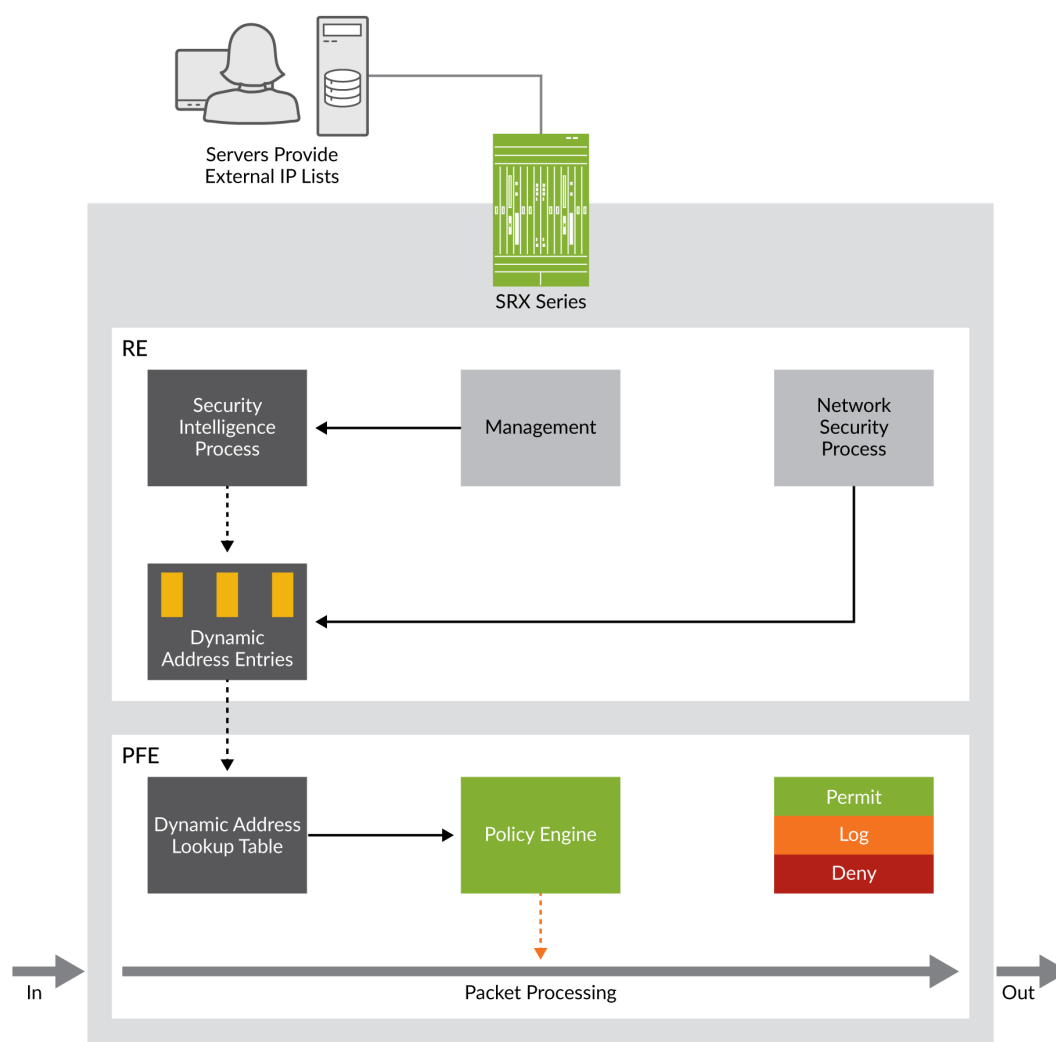 Servers Provide
External IP Lists
SRX Series
RE
Security
Intelligence
Process
Management
Network
Security
Process
Dynamic
Address Entries
PFE
Dynamic Address
Lookup Table
Policy Engine
Permit
Log
Deny
In
Packet Processing
Out